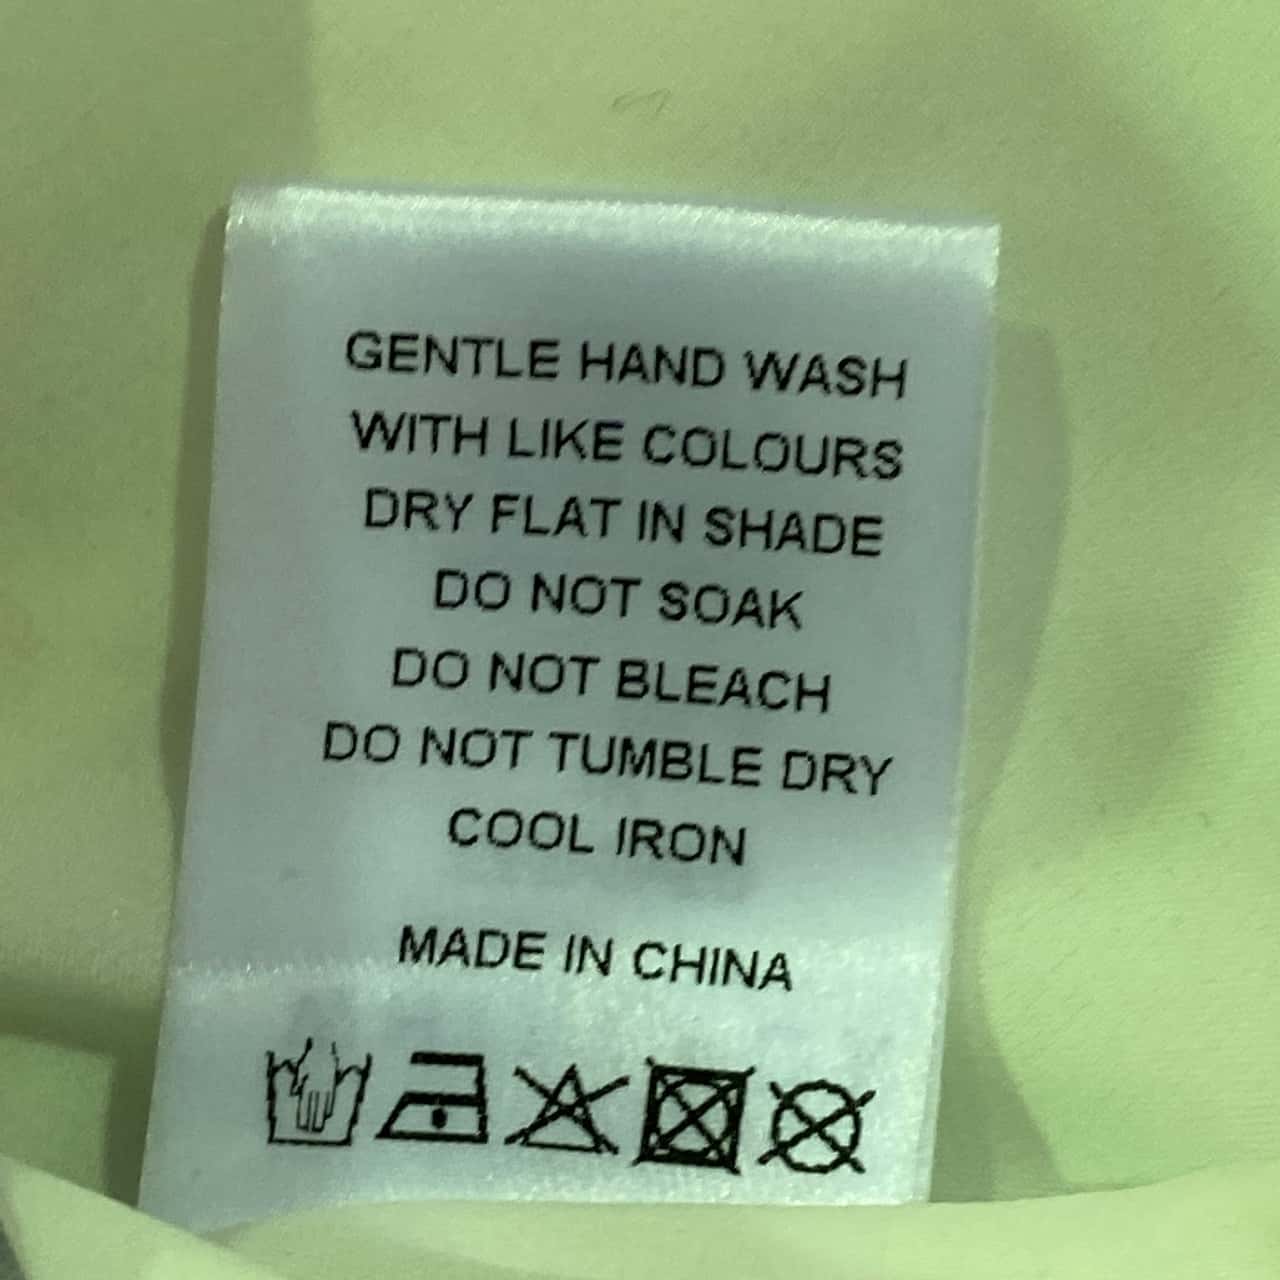 GENTLE HAND WASH
WITH LIKE COLOURS
DRY FLAT IN SHADE
DO NOT SOAK
DO NOT BLEACH
DO NOT TUMBLE DRY
COOL IRON
MADE IN CHINA